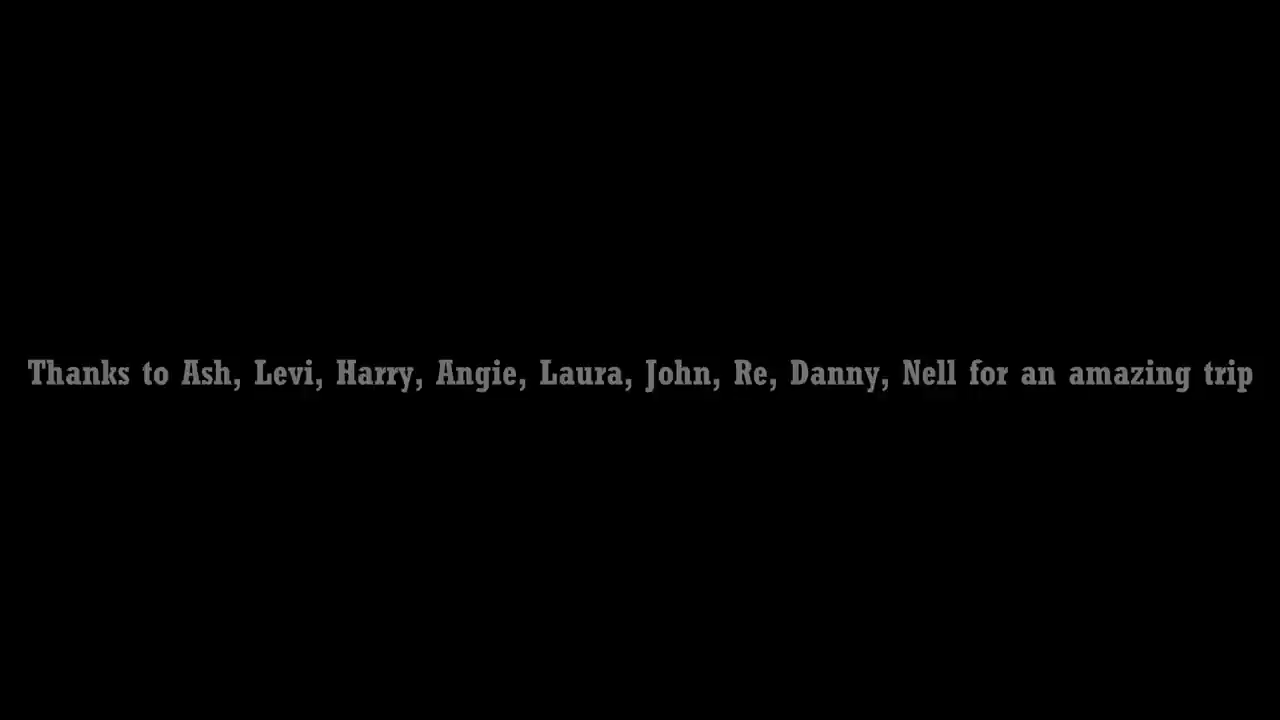 Thanks to Ash, Levi, Harry, Angie, Laura, John, Re, Danny, Nell for an amazing trip